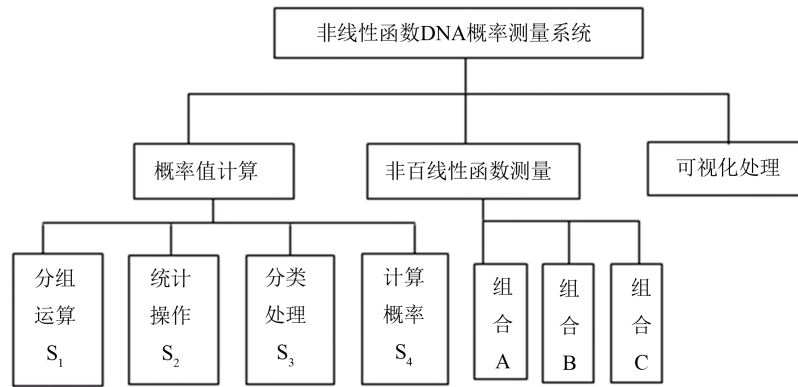 非线性函数DNA概率测量系统
概率值计算
非百线性函数测量
可视化处理
分组
运算
S₁
统计
操作
S₂
分类
处理
S₃
计算
概率
S₄
组
合
A
组
合
B
组
合
C